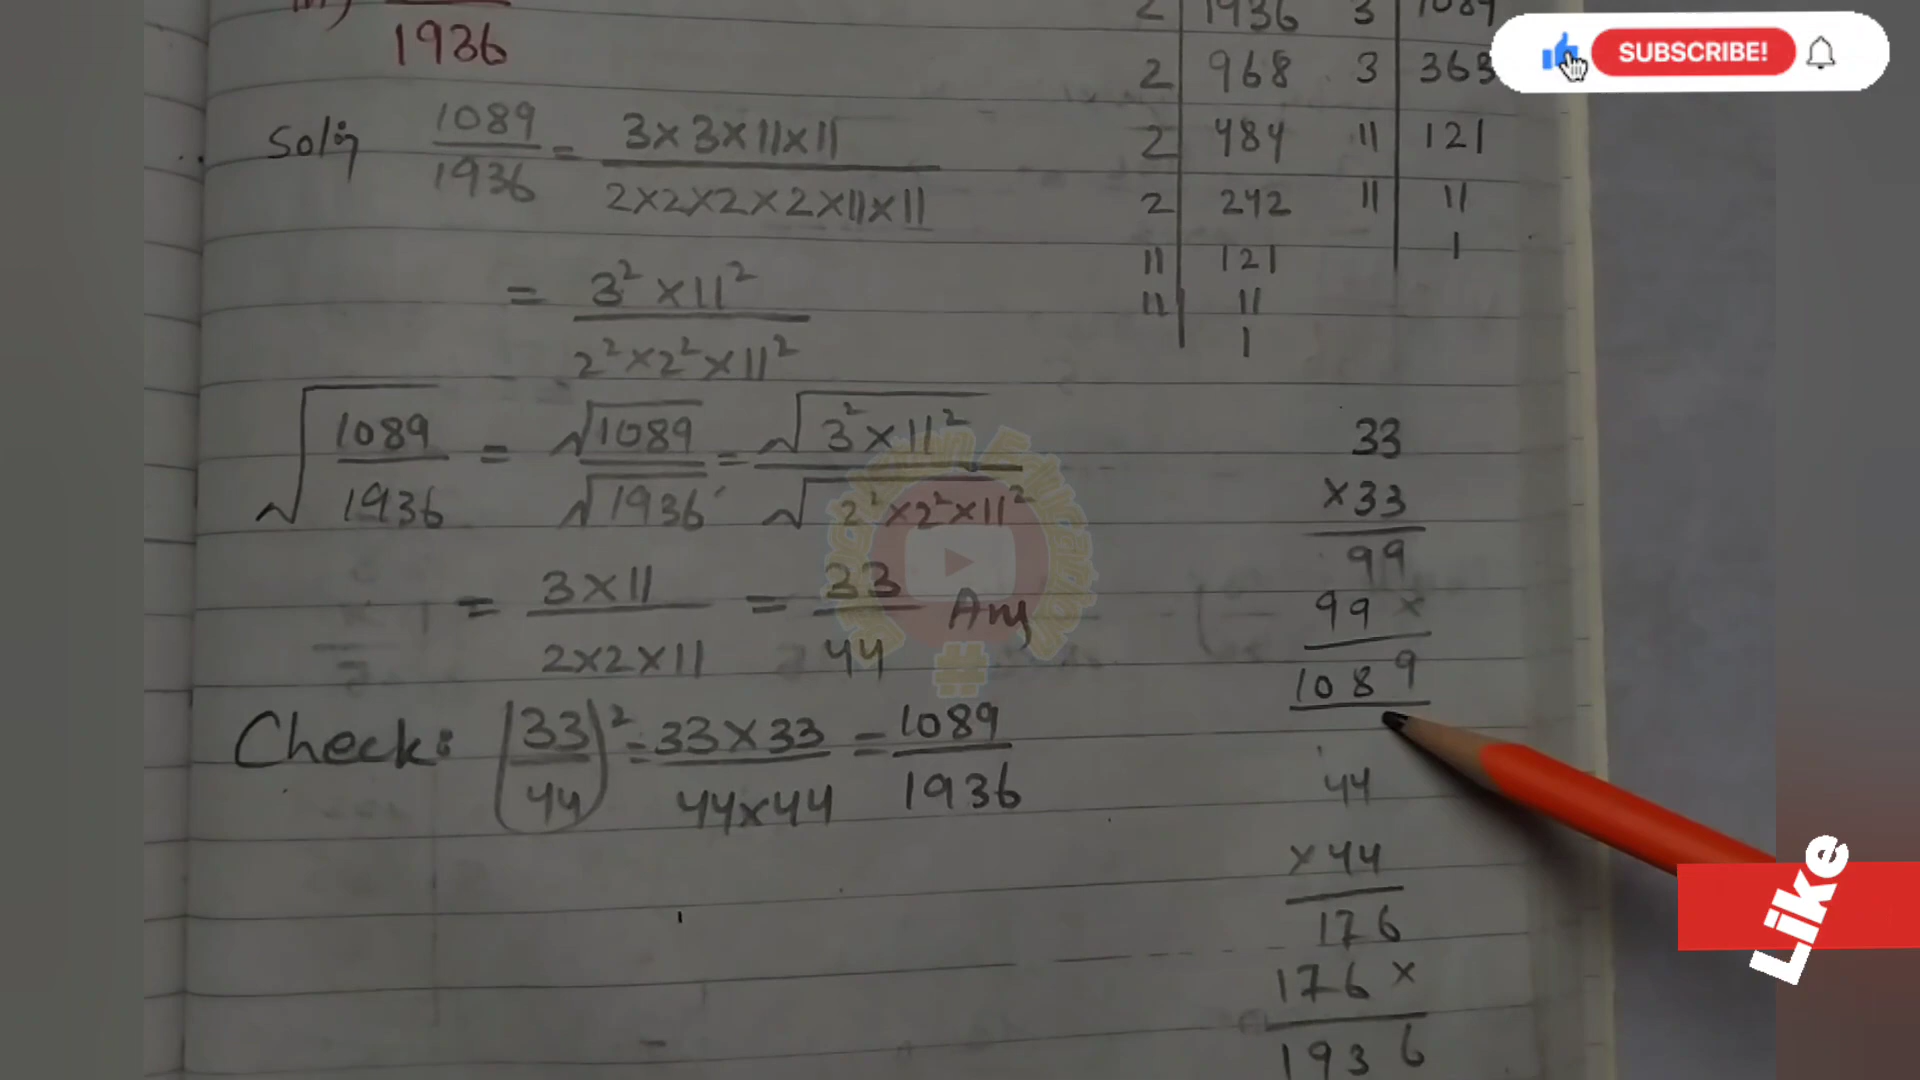 1936
Soln 1089/1936 = 3×3×11×11/2×2×2×2×11×11
= 3²×11²/2²×2²×11²
√1089/1936 = √1089/√1936 = √3²×11²/√2²×2²×11²
= 3×11/2×2×11 = 33/44 Ans
Check: (33/44)² = 33×33/44×44 = 1089/1936
2 | 1936
2 | 968
2 | 484
2 | 242
11 | 121
11 | 11
1
3 | 1089
3 | 363
11 | 121
11 | 11
1
33
×33
99
99×
1089
44
×44
176
176×
1936
SUBSCRIBE!
Like